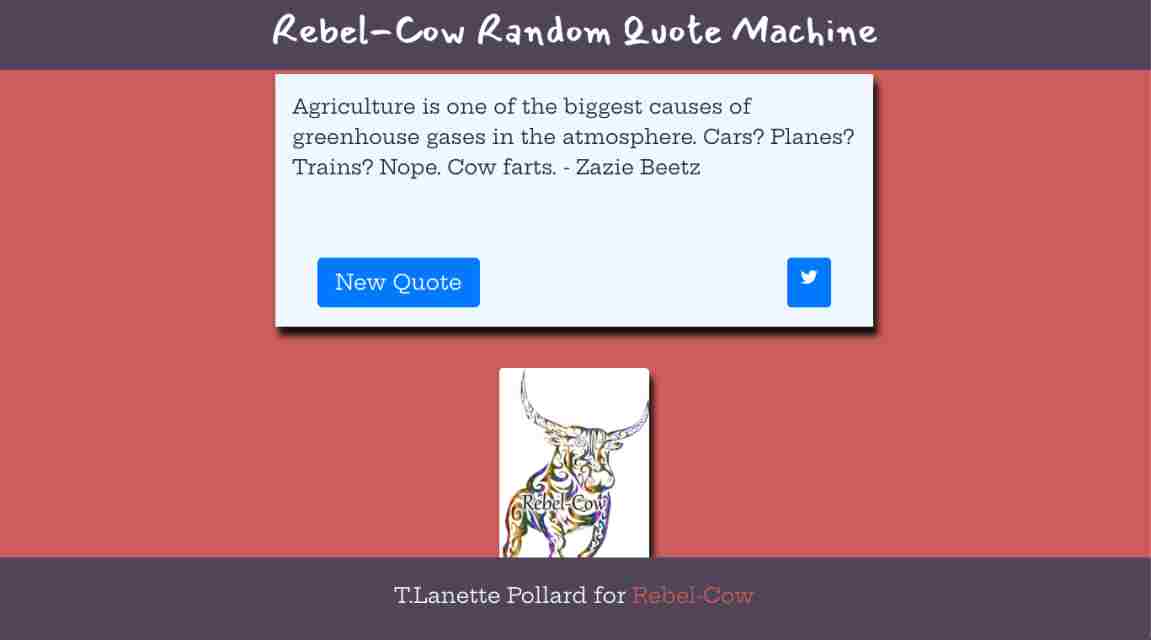 Rebel-Cow Random Quote Machine
Agriculture is one of the biggest causes of
greenhouse gases in the atmosphere. Cars? Planes?
Trains? Nope. Cow farts. - Zazie Beetz
New Quote
Rebel-Cow
T.Lanette Pollard for Rebel-Cow